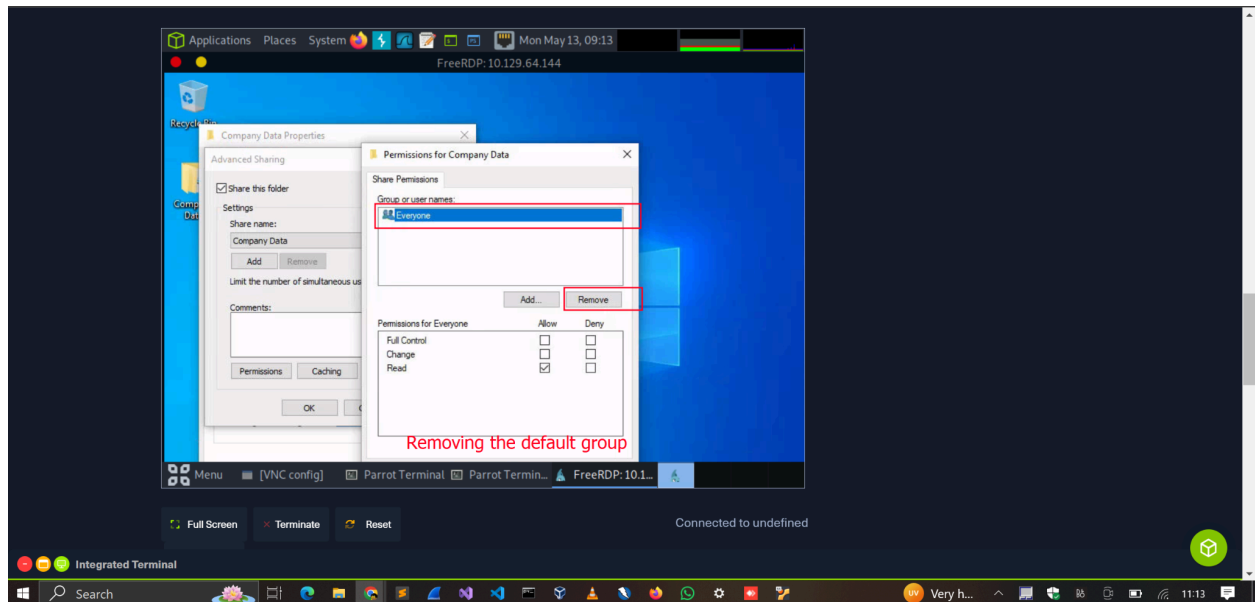 Applications Places System Mon May 13, 09:13
FreeRDP: 10.129.64.144
Company Data Properties
Advanced Sharing
Share this folder
Settings
Share name:
Company Data
Add Remove
Limit the number of simultaneous us
Comments:
Permissions Caching
OK
Permissions for Company Data
Share Permissions
Group or user names:
Everyone
Add... Remove
Permissions for Everyone Allow Deny
Full Control
Change
Read
Removing the default group
Menu [VNC config] Parrot Terminal Parrot Termin... FreeRDP: 10.1...
Full Screen Terminate Reset Connected to undefined
Integrated Terminal
Search UV Very h... 11:13